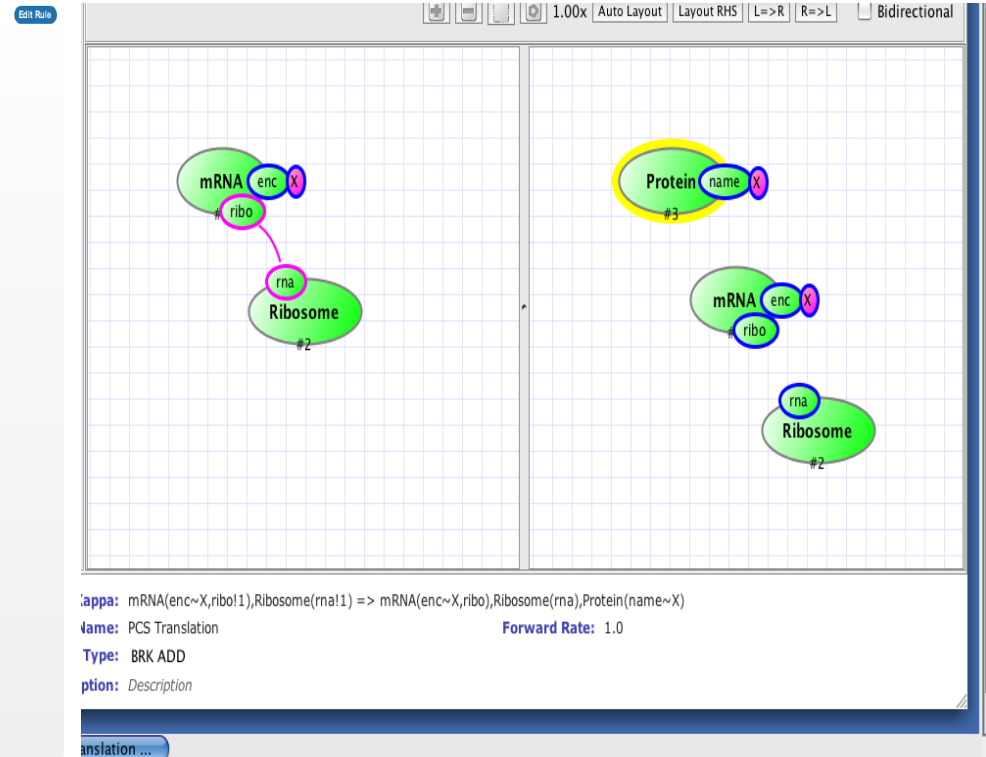 Edit Rule
1.00x Auto Layout Layout RHS L=>R R=>L Bidirectional
mRNA enc X
#
ribo
rna
Ribosome
#2
Protein name X
#3
mRNA enc X
#
ribo
rna
Ribosome
#2
Kappa: mRNA(enc~X,ribo!1),Ribosome(rna!1) => mRNA(enc~X,ribo),Ribosome(rna),Protein(name~X)
Name: PCS Translation Forward Rate: 1.0
Type: BRK ADD
ption: Description
anslation ...